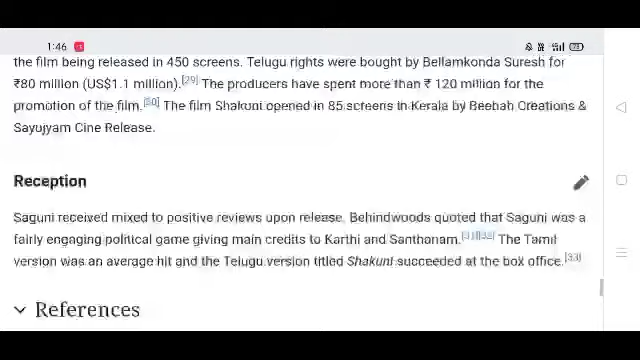 1:46
the film being released in 450 screens. Telugu rights were bought by Bellamkonda Suresh for
₹80 million (US$1.1 million).[29] The producers have spent more than ₹ 120 million for the
promotion of the film.[30] The film Shakuni opened in 85 screens in Kerala by Beebah Creations &
Sayujyam Cine Release.
Reception
Saguni received mixed to positive reviews upon release. Behindwoods quoted that Saguni was a
fairly engaging political game giving main credits to Karthi and Santhanam.[31][32] The Tamil
version was an average hit and the Telugu version titled Shakuni succeeded at the box office.[33]
References